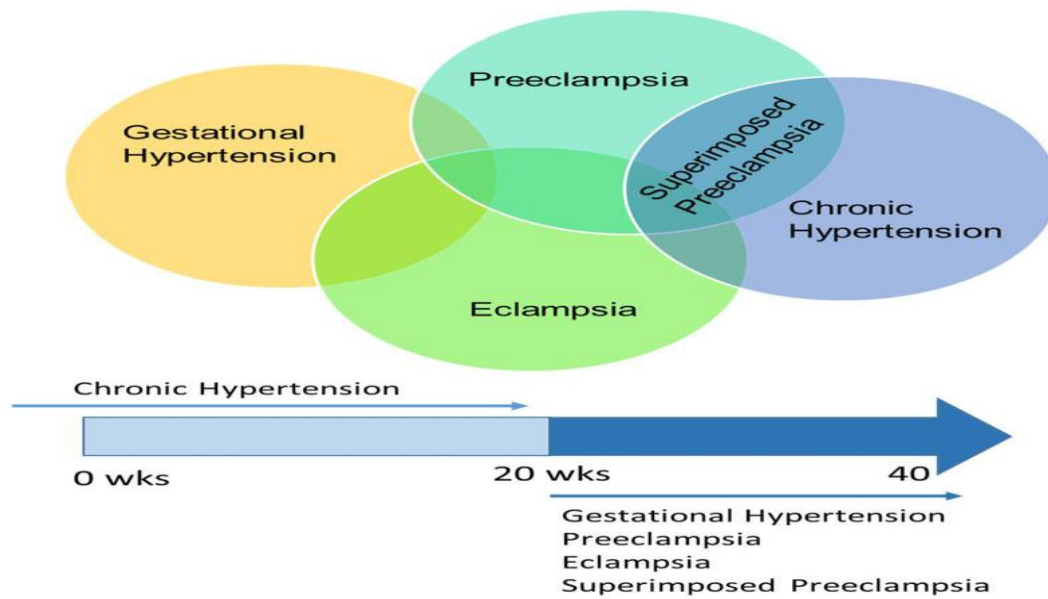 Preeclampsia
Gestational
Hypertension
Superimposed
Preeclampsia
Chronic
Hypertension
Eclampsia
Chronic Hypertension
0 wks
20 wks
40
Gestational Hypertension
Preeclampsia
Eclampsia
Superimposed Preeclampsia